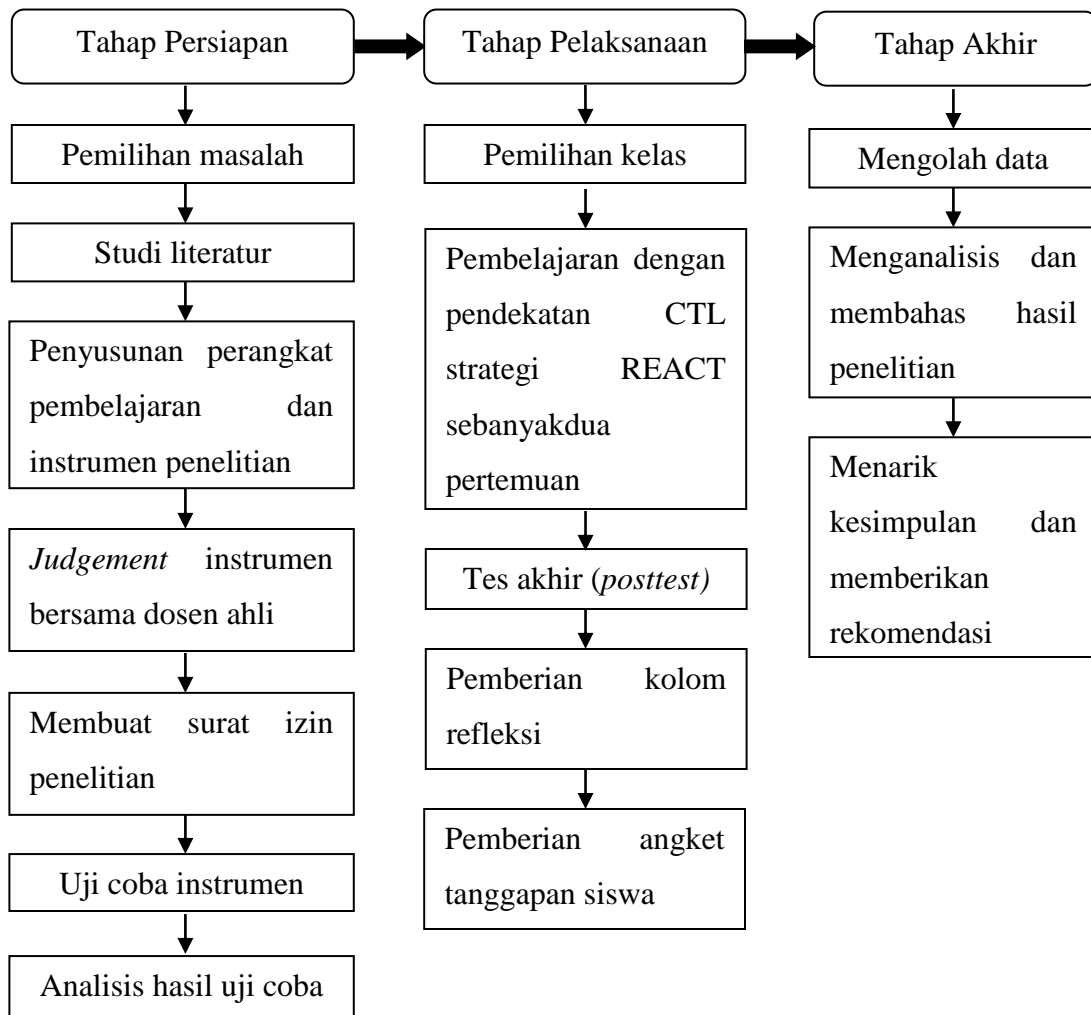 Tahap Persiapan
Pemilihan masalah
Studi literatur
Penyusunan perangkat
pembelajaran dan
instrumen penelitian
Judgement instrumen
bersama dosen ahli
Membuat surat izin
penelitian
Uji coba instrumen
Analisis hasil uji coba
Tahap Pelaksanaan
Pemilihan kelas
Pembelajaran dengan
pendekatan CTL
strategi REACT
sebanyakdua
pertemuan
Tes akhir (posttest)
Pemberian kolom
refleksi
Pemberian angket
tanggapan siswa
Tahap Akhir
Mengolah data
Menganalisis dan
membahas hasil
penelitian
Menarik
kesimpulan dan
memberikan
rekomendasi